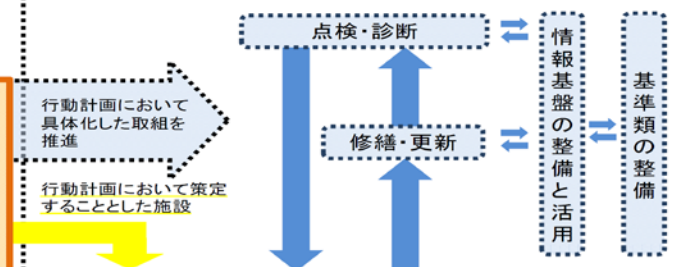 点検・診断
行動計画において
具体化した取組を
推進
修繕・更新
行動計画において策定
することとした施設
情報基盤の整備と活用
基準類の整備